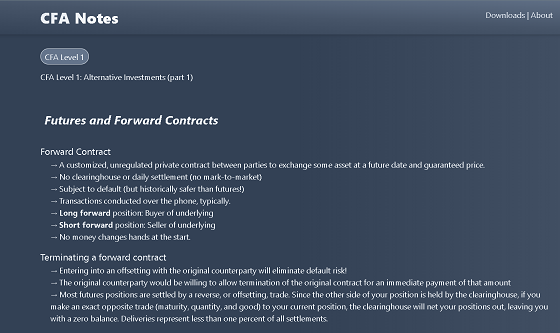 CFA Notes
Downloads | About
CFA Level 1
CFA Level 1: Alternative Investments (part 1)
Futures and Forward Contracts
Forward Contract
→ A customized, unregulated private contract between parties to exchange some asset at a future date and guaranteed price.
→ No clearinghouse or daily settlement (no mark-to-market)
→ Subject to default (but historically safer than futures!)
→ Transactions conducted over the phone, typically.
→ Long forward position: Buyer of underlying
→ Short forward position: Seller of underlying
→ No money changes hands at the start.
Terminating a forward contract
→ Entering into an offsetting with the original counterparty will eliminate default risk!
→ The original counterparty would be willing to allow termination of the original contract for an immediate payment of that amount
→ Most futures positions are settled by a reverse, or offsetting, trade. Since the other side of your position is held by the clearinghouse, if you
make an exact opposite trade (maturity, quantity, and good) to your current position, the clearinghouse will net your positions out, leaving you
with a zero balance. Deliveries represent less than one percent of all settlements.